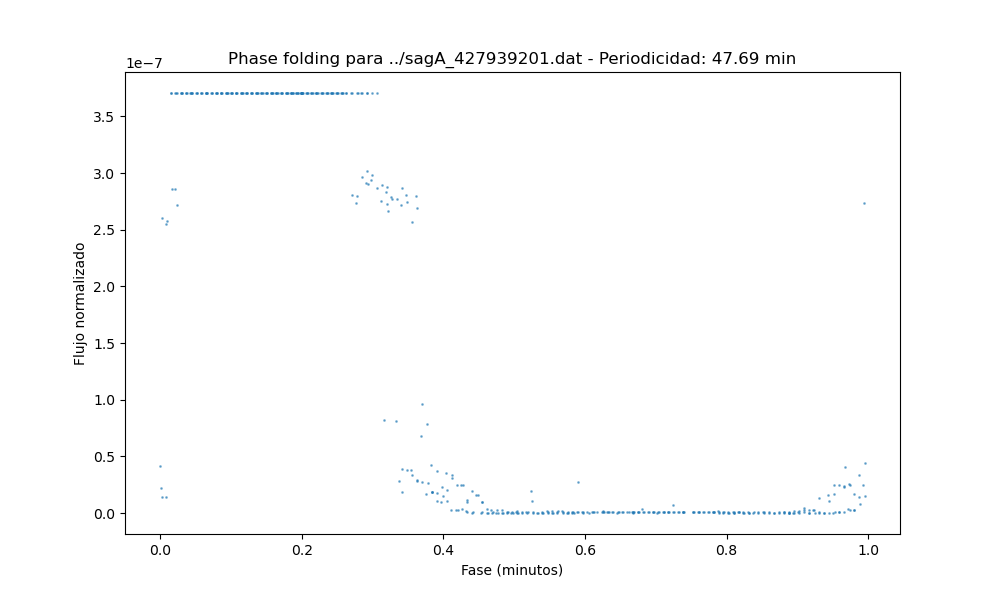 Phase folding para ../sagA_427939201.dat - Periodicidad: 47.69 min
1e−7
3.5
3.0
2.5
2.0
1.5
1.0
0.5
0.0
Flujo normalizado
0.0 0.2 0.4 0.6 0.8 1.0
Fase (minutos)